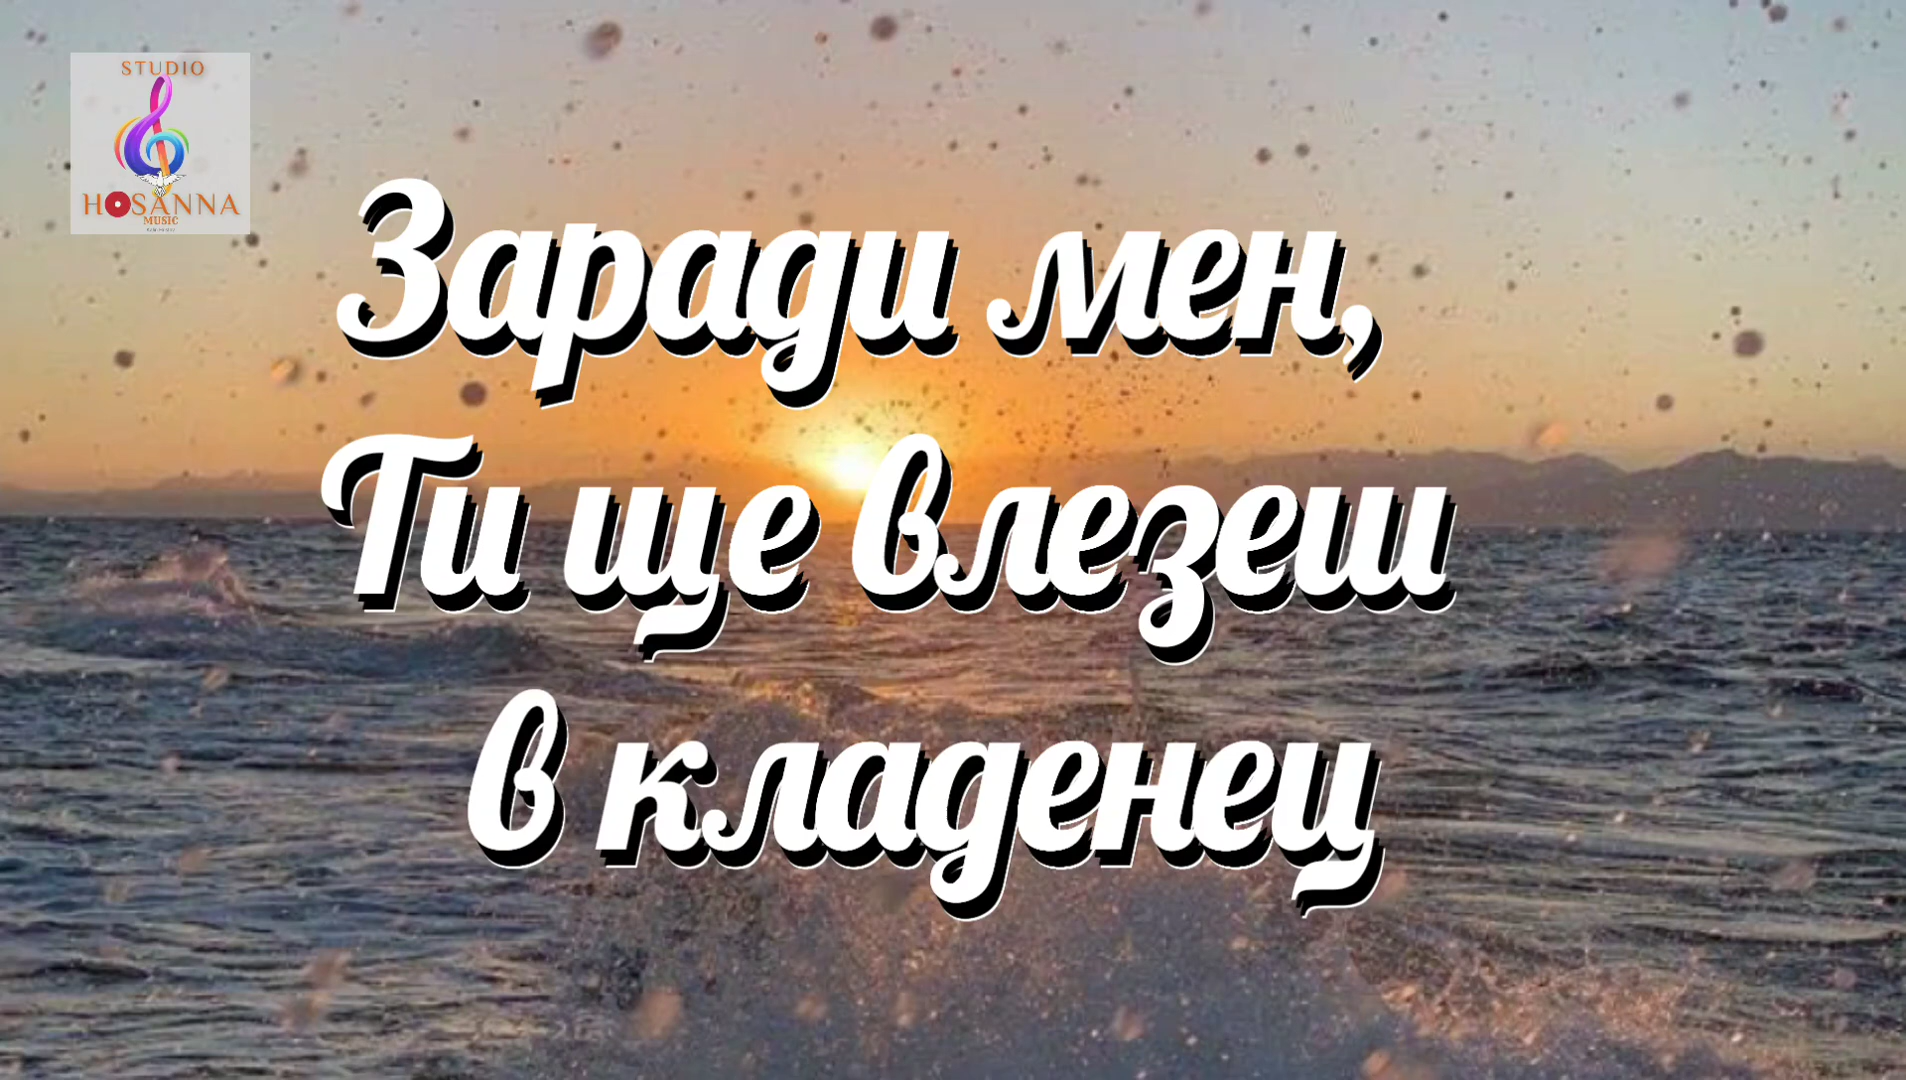 STUDIO
HOSANNA
MUSIC
Заради мен,
Ти ще влезеш
в кладенец